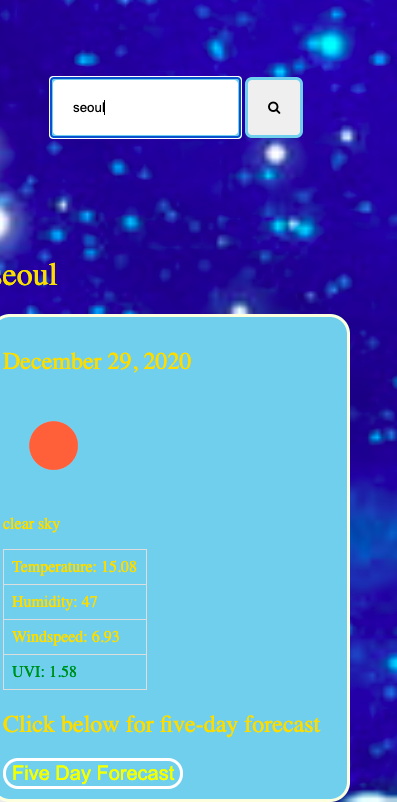 seoul
seoul
December 29, 2020
clear sky
Temperature: 15.08
Humidity: 47
Windspeed: 6.93
UVI: 1.58
Click below for five-day forecast
Five Day Forecast